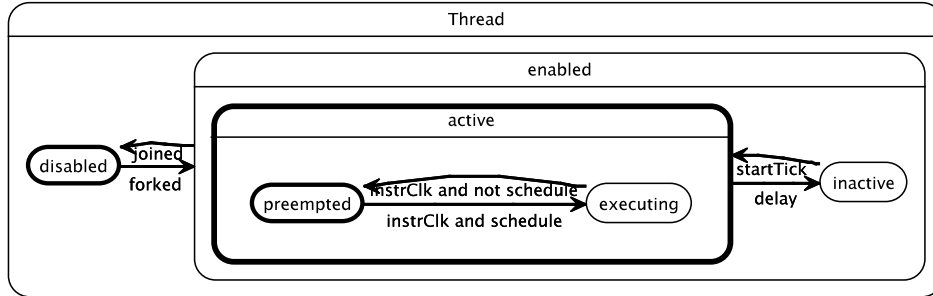 Thread
enabled
active
joined
disabled
forked
startTick
inactive
delay
instrClk and not schedule
preempted
executing
instrClk and schedule